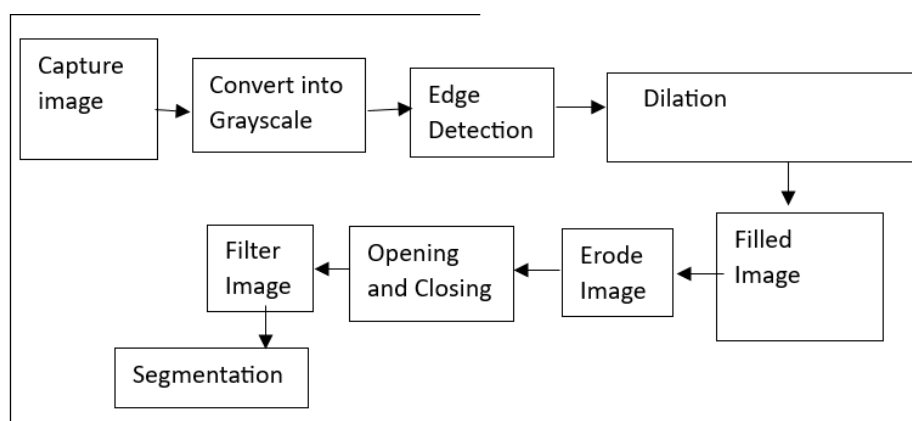 Capture
image
Convert into
Grayscale
Edge
Detection
Dilation
Filled
Image
Erode
Image
Opening
and Closing
Filter
Image
Segmentation